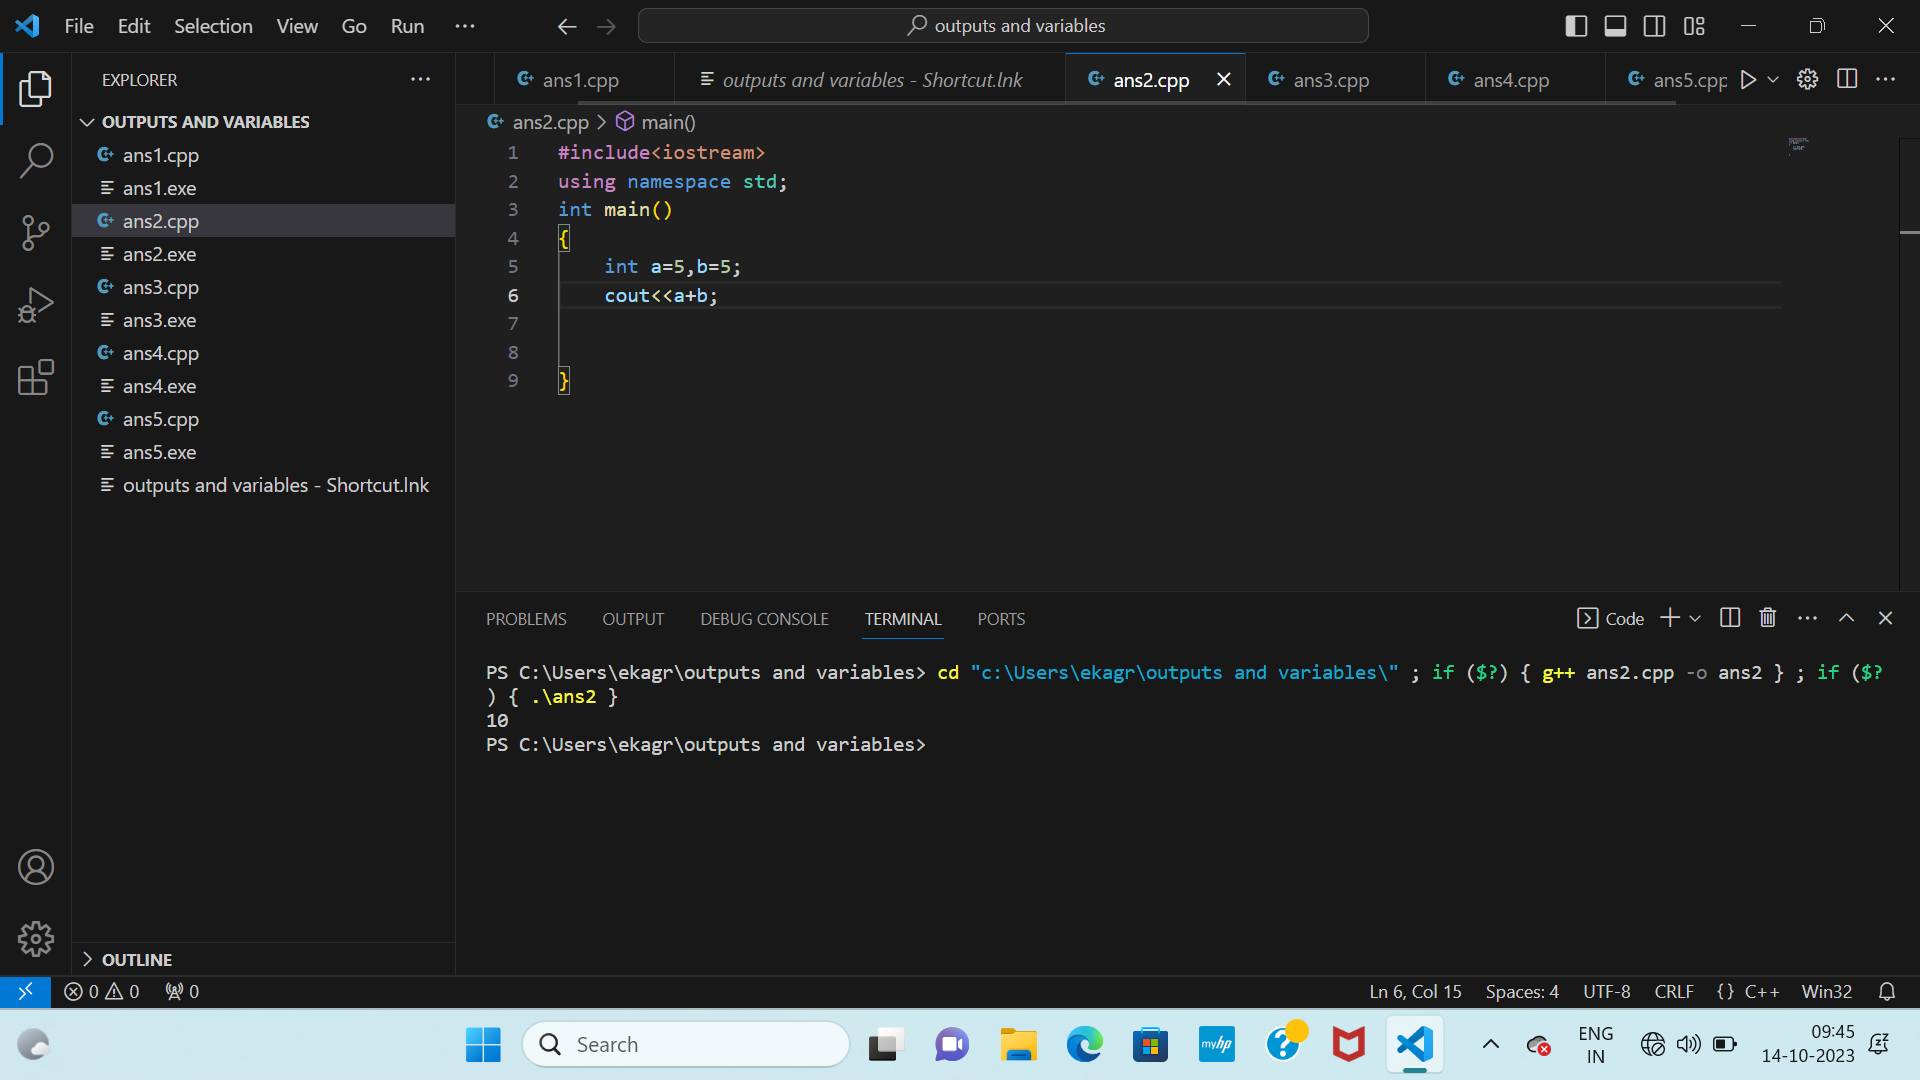 File Edit Selection View Go Run ···
outputs and variables
EXPLORER
OUTPUTS AND VARIABLES
ans1.cpp
ans1.exe
ans2.cpp
ans2.exe
ans3.cpp
ans3.exe
ans4.cpp
ans4.exe
ans5.cpp
ans5.exe
outputs and variables - Shortcut.lnk
OUTLINE
ans1.cpp outputs and variables - Shortcut.lnk ans2.cpp ans3.cpp ans4.cpp ans5.cpp
ans2.cpp > main()
1 #include<iostream>
2 using namespace std;
3 int main()
4 {
5 int a=5,b=5;
6 cout<<a+b;
7
8
9 }
PROBLEMS OUTPUT DEBUG CONSOLE TERMINAL PORTS
Code
PS C:\Users\ekagr\outputs and variables> cd "c:\Users\ekagr\outputs and variables\" ; if ($?) { g++ ans2.cpp -o ans2 } ; if ($?
) { .\ans2 }
10
PS C:\Users\ekagr\outputs and variables>
0 0 0
Ln 6, Col 15 Spaces: 4 UTF-8 CRLF {} C++ Win32
Search
myhp
ENG
IN
09:45
14-10-2023